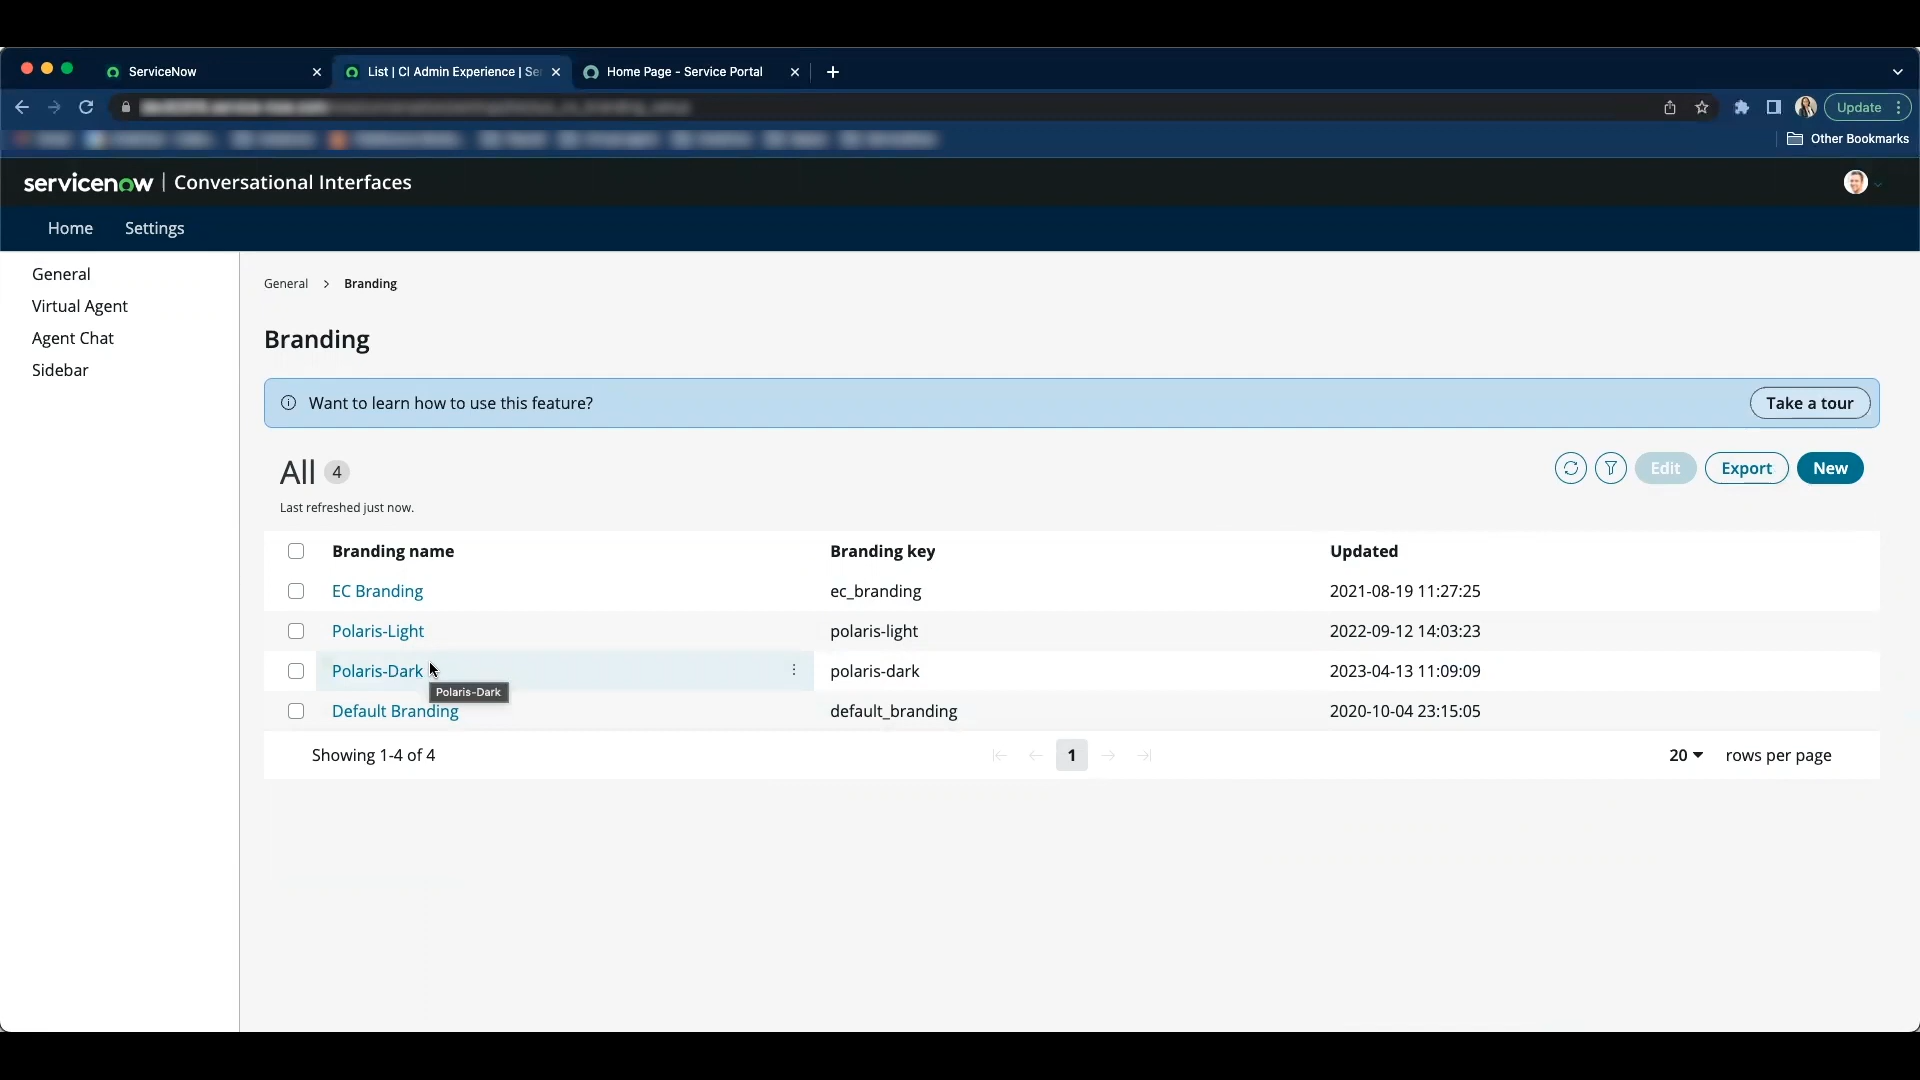 ServiceNow
List | CI Admin Experience | Se
Home Page - Service Portal
Update
Other Bookmarks
servicenow | Conversational Interfaces
Home
Settings
General
Virtual Agent
Agent Chat
Sidebar
General > Branding
Branding
Want to learn how to use this feature?
Take a tour
All 4
Last refreshed just now.
Edit
Export
New
Branding name Branding key Updated
EC Branding ec_branding 2021-08-19 11:27:25
Polaris-Light polaris-light 2022-09-12 14:03:23
Polaris-Dark polaris-dark 2023-04-13 11:09:09
Polaris-Dark
Default Branding default_branding 2020-10-04 23:15:05
Showing 1-4 of 4
1
20 rows per page